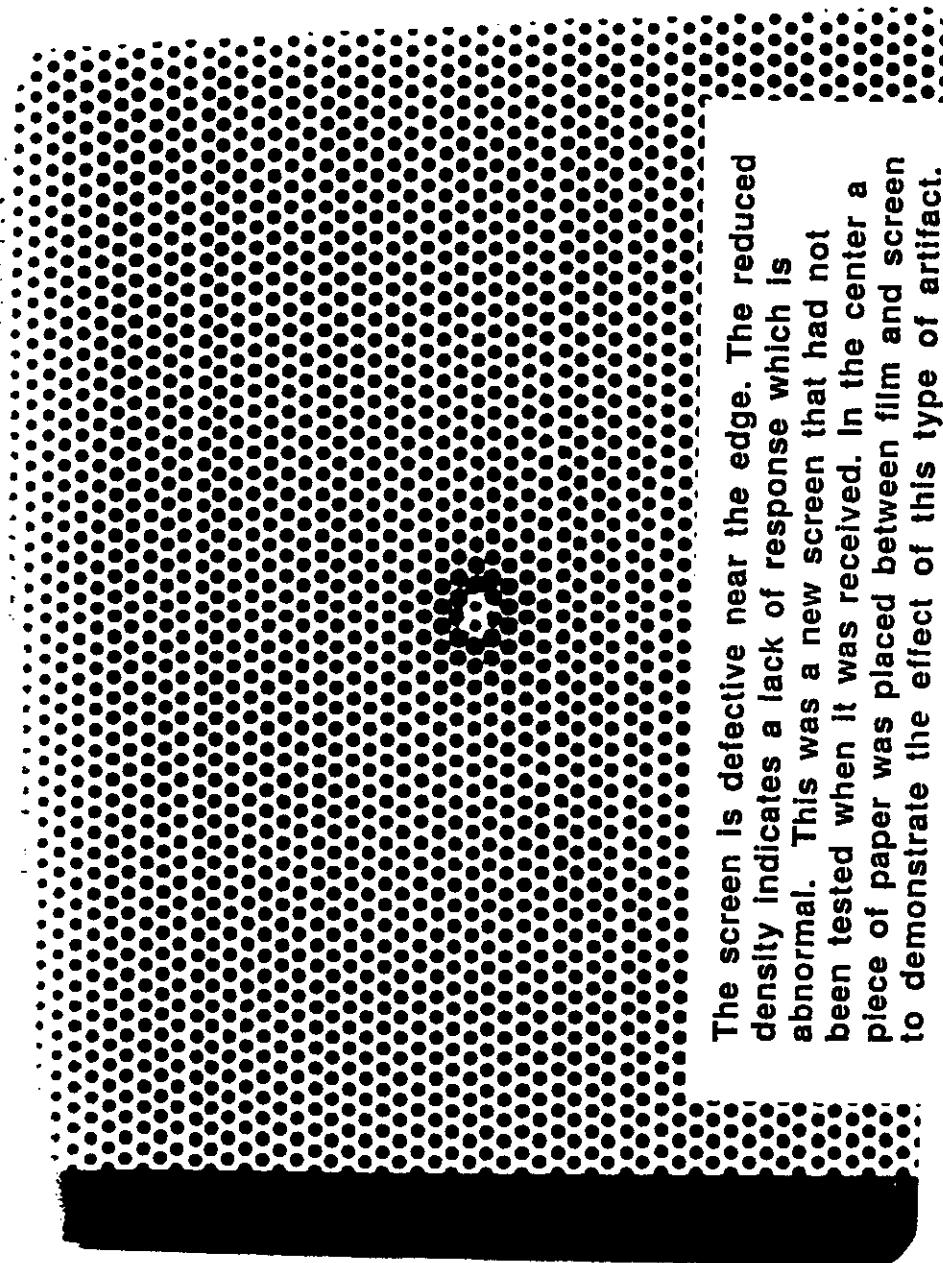 The screen is defective near the edge. The reduced
density indicates a lack of response which is
abnormal. This was a new screen that had not
been tested when it was received. In the center a
piece of paper was placed between film and screen
to demonstrate the effect of this type of artifact.